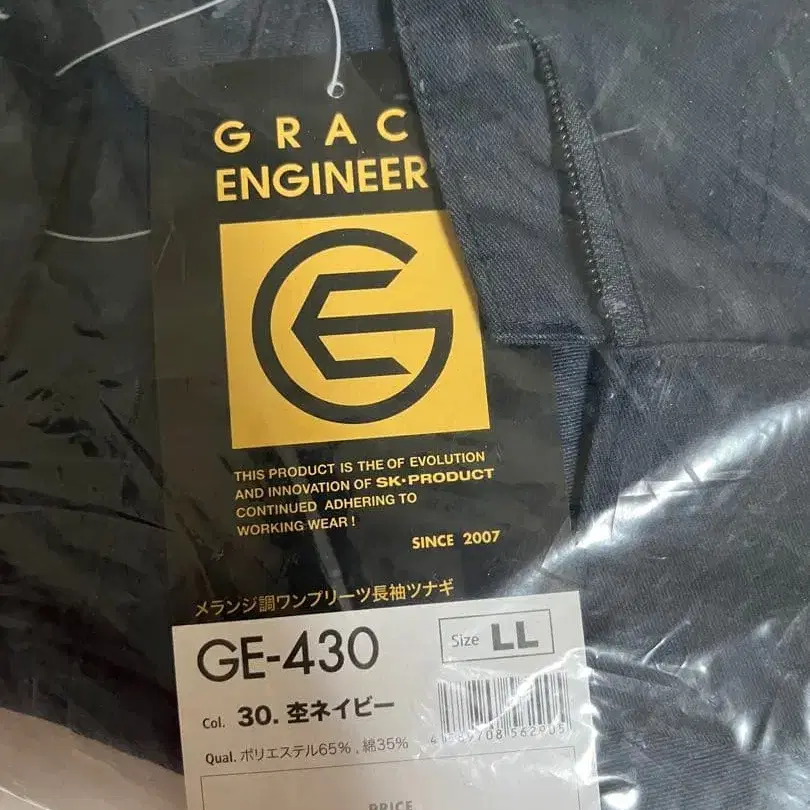 GRAC
ENGINEER
GE
THIS PRODUCT IS THE OF EVOLUTION
AND INNOVATION OF SK•PRODUCT
CONTINUED ADHERING TO
WORKING WEAR!
SINCE 2007
メランジ調ワンプリーツ長袖ツナギ
GE-430
Size LL
Col. 30. 杢ネイビー
Qual. ポリエステル65%, 綿35%
PRICE